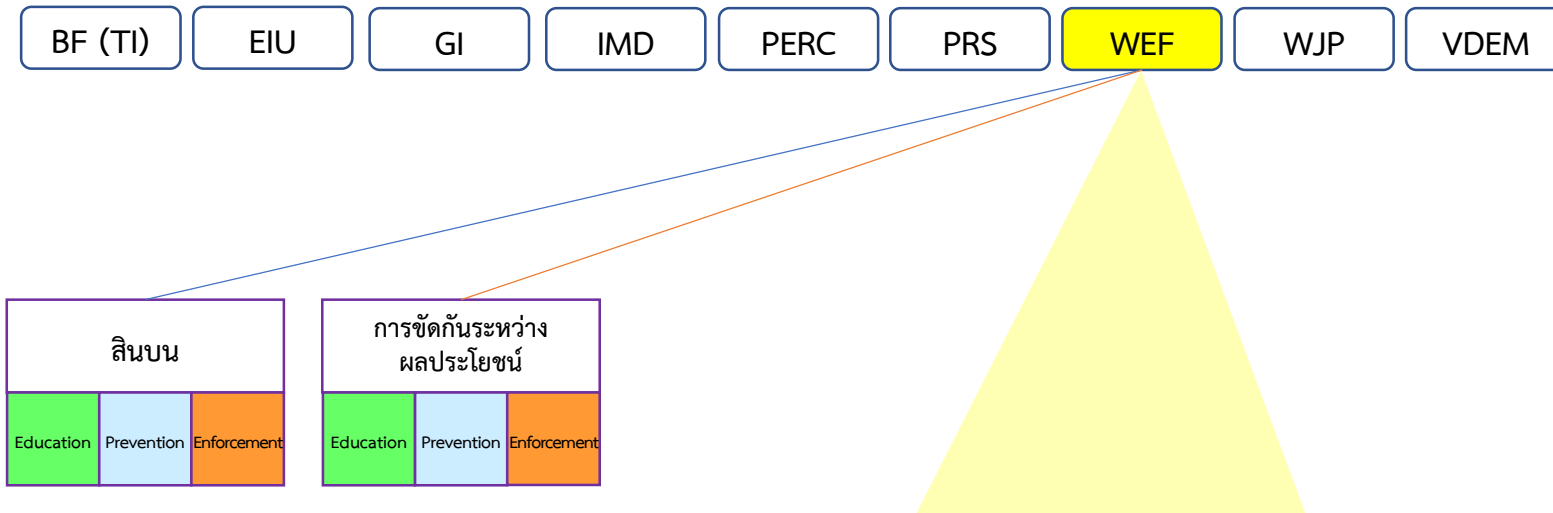 BF (TI) EIU GI IMD PERC PRS WEF WJP VDEM
สินบน
การขัดกันระหว่าง
ผลประโยชน์
Education Prevention Enforcement
Education Prevention Enforcement